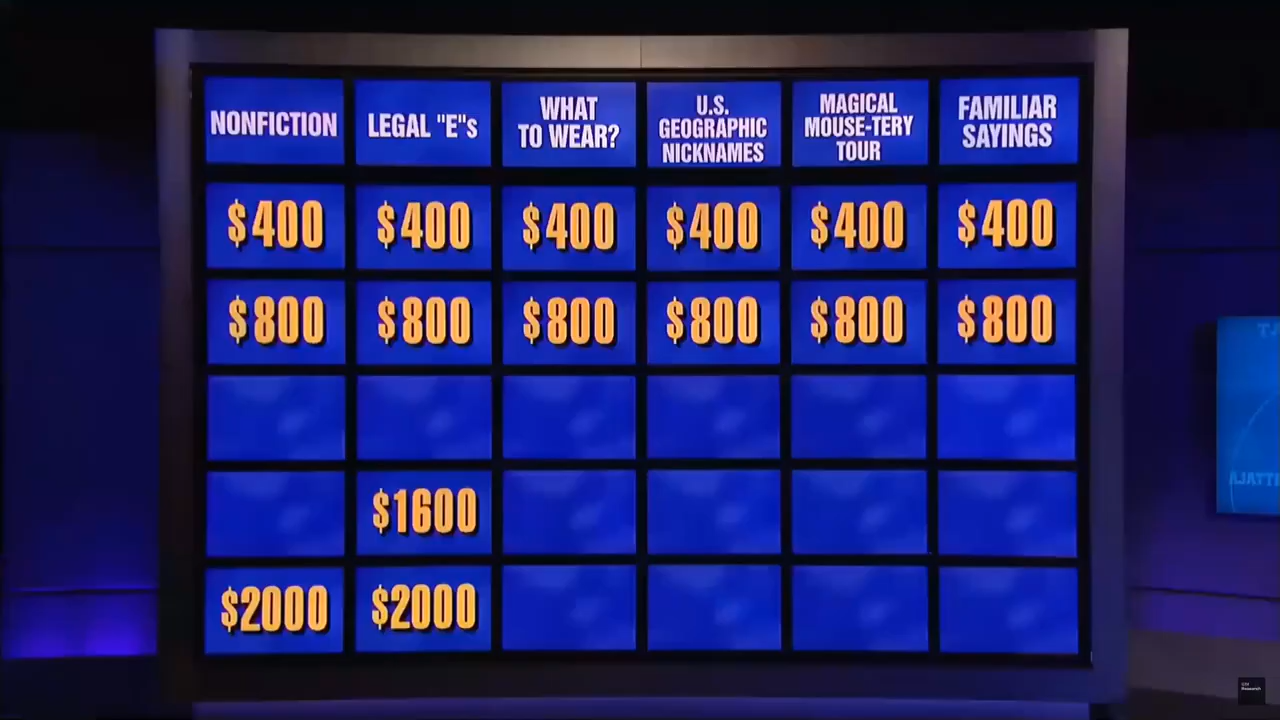 NONFICTION
LEGAL "E"s
WHAT
TO WEAR?
U.S.
GEOGRAPHIC
NICKNAMES
MAGICAL
MOUSE-TERY
TOUR
FAMILIAR
SAYINGS
$400 $400 $400 $400 $400 $400
$800 $800 $800 $800 $800 $800
$1600
$2000 $2000